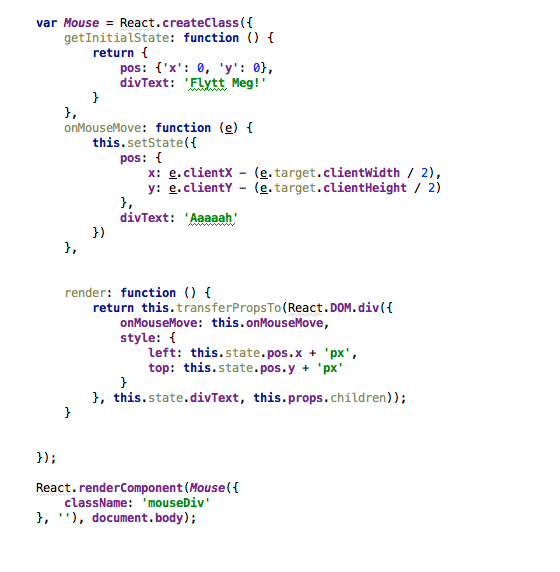 var Mouse = React.createClass({
    getInitialState: function () {
        return {
            pos: {'x': 0, 'y': 0},
            divText: 'Flytt Meg!'
        }
    },
    onMouseMove: function (e) {
        this.setState({
            pos: {
                x: e.clientX - (e.target.clientWidth / 2),
                y: e.clientY - (e.target.clientHeight / 2)
            },
            divText: 'Aaaaah'
        })
    },
    render: function () {
        return this.transferPropsTo(React.DOM.div({
            onMouseMove: this.onMouseMove,
            style: {
                left: this.state.pos.x + 'px',
                top: this.state.pos.y + 'px'
            }
        }, this.state.divText, this.props.children));
    }
});
React.renderComponent(Mouse({
    className: 'mouseDiv'
}, ''), document.body);